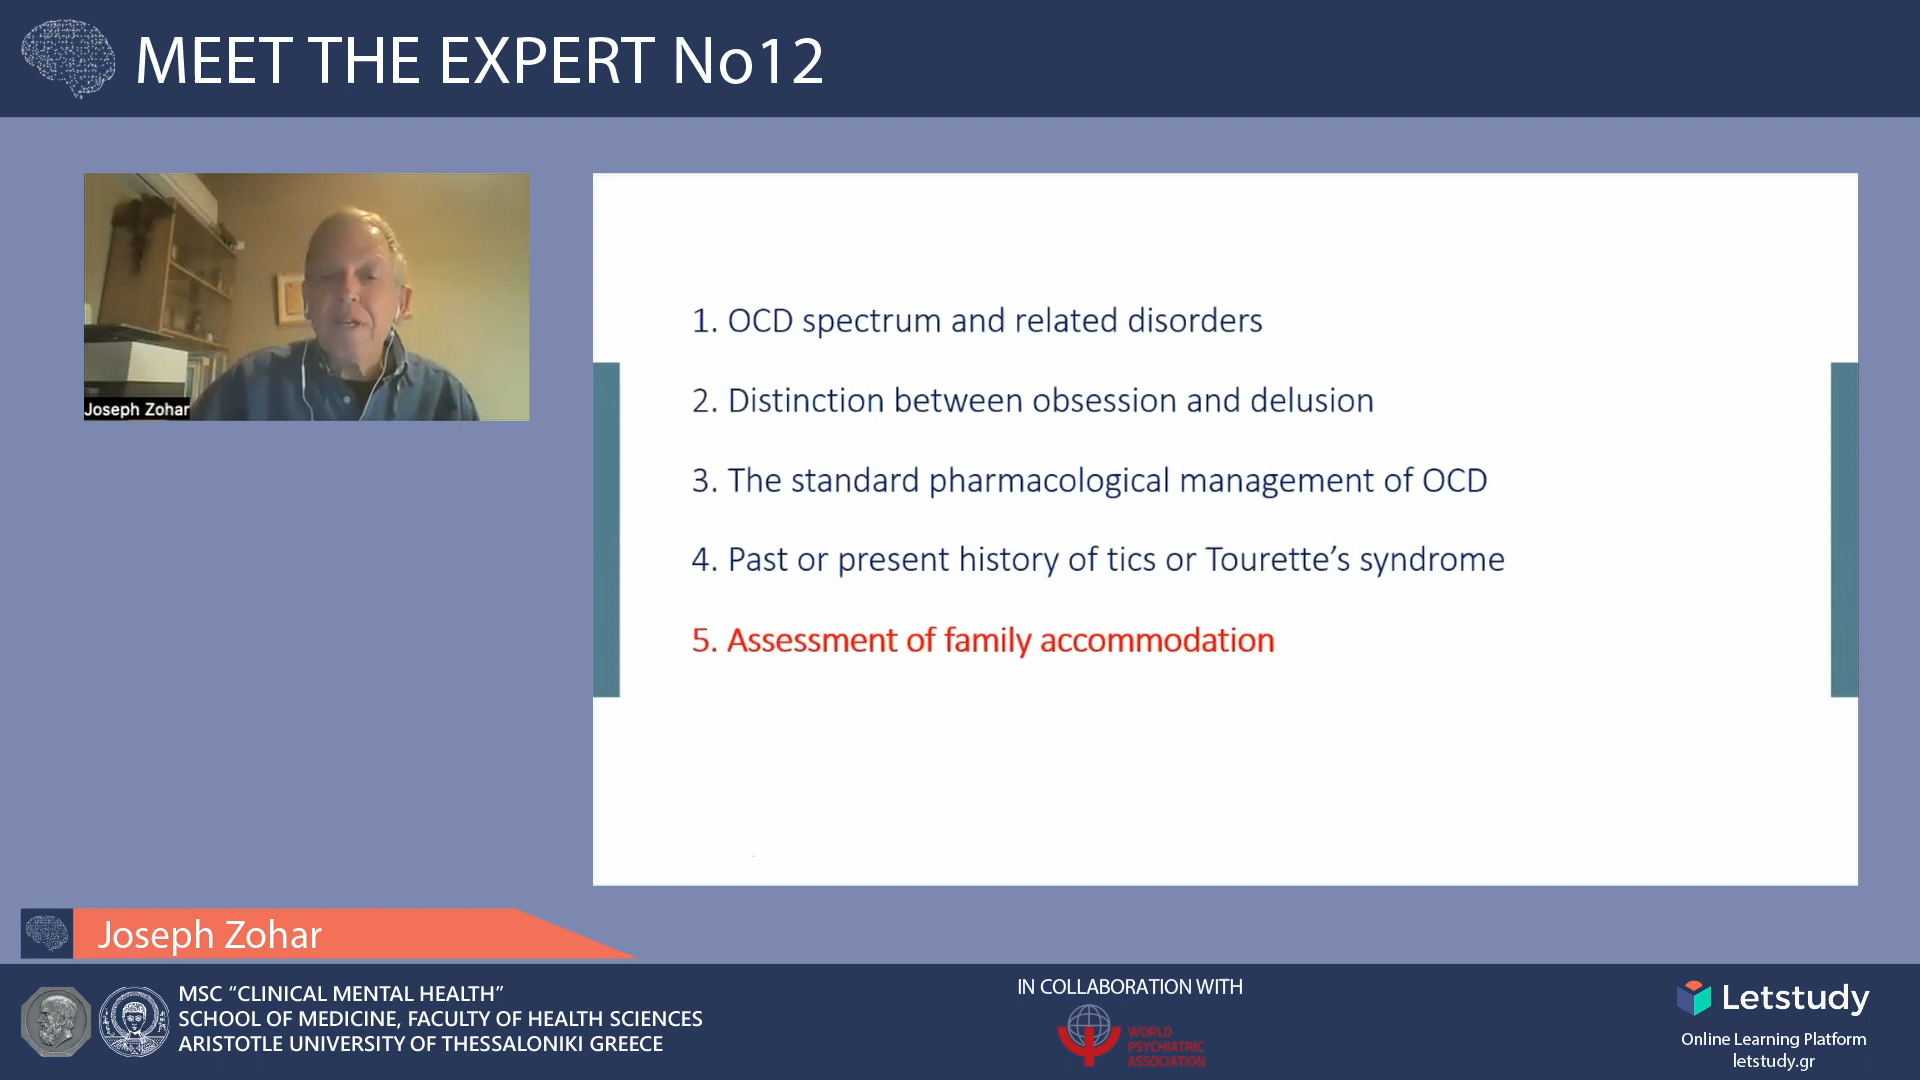 MEET THE EXPERT No12
Joseph Zohar
1. OCD spectrum and related disorders
2. Distinction between obsession and delusion
3. The standard pharmacological management of OCD
4. Past or present history of tics or Tourette’s syndrome
5. Assessment of family accommodation
Joseph Zohar
MSC “CLINICAL MENTAL HEALTH”
SCHOOL OF MEDICINE, FACULTY OF HEALTH SCIENCES
ARISTOTLE UNIVERSITY OF THESSALONIKI GREECE
IN COLLABORATION WITH
WORLD
PSYCHIATRIC
ASSOCIATION
Letstudy
Online Learning Platform
letstudy.gr